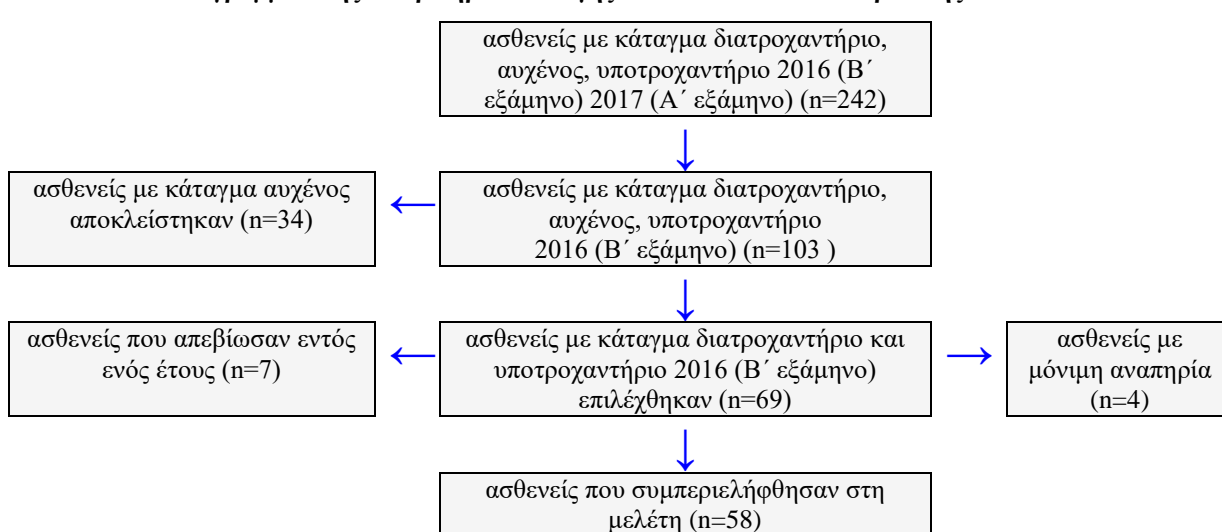 ασθενείς με κάταγμα διατροχαντήριο,
αυχένος, υποτροχαντήριο 2016 (Β΄
εξάμηνο) 2017 (Α΄ εξάμηνο) (n=242)
ασθενείς με κάταγμα αυχένος
αποκλείστηκαν (n=34)
ασθενείς με κάταγμα διατροχαντήριο,
αυχένος, υποτροχαντήριο
2016 (Β΄ εξάμηνο) (n=103 )
ασθενείς που απεβίωσαν εντός
ενός έτους (n=7)
ασθενείς με κάταγμα διατροχαντήριο και
υποτροχαντήριο 2016 (Β΄ εξάμηνο)
επιλέχθηκαν (n=69)
ασθενείς με
μόνιμη αναπηρία
(n=4)
ασθενείς που συμπεριελήφθησαν στη
μελέτη (n=58)